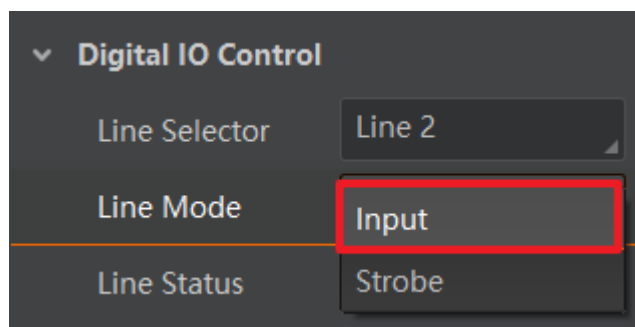 Digital IO Control
Line Selector Line 2
Line Mode Input
Line Status Strobe